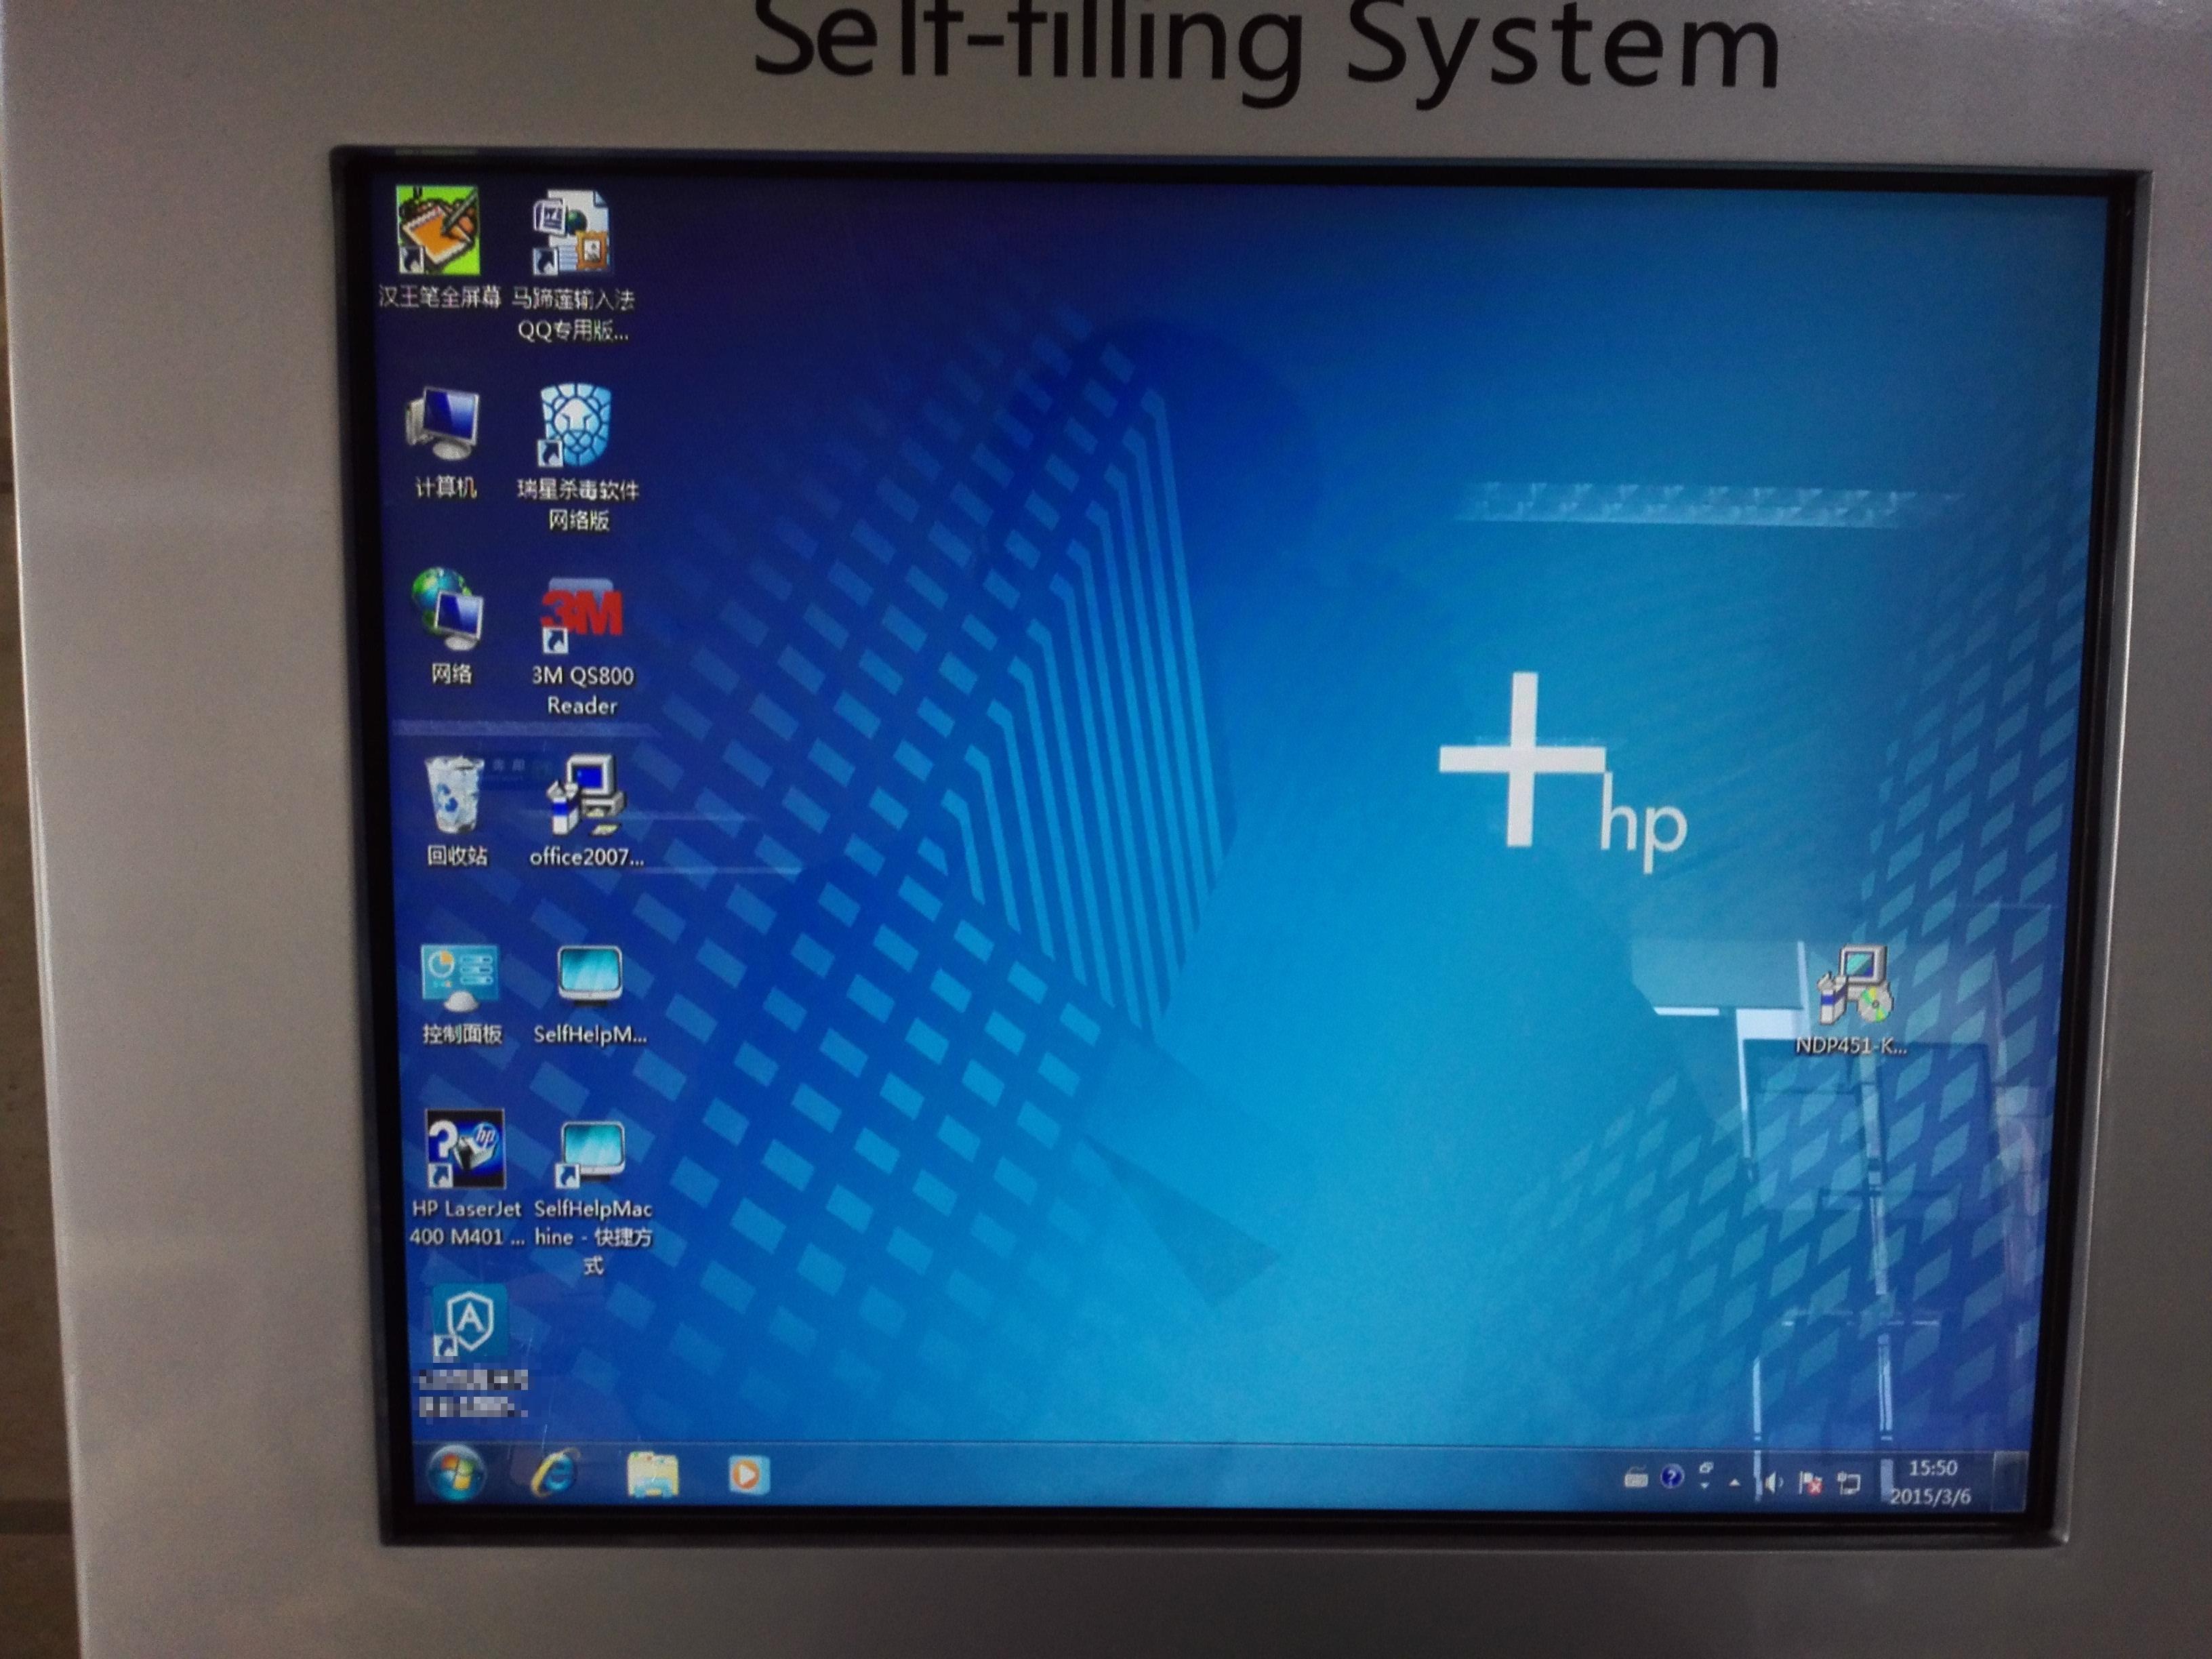 Self-filling System
汉王笔全屏幕
马蹄莲输入法
QQ专用版...
计算机
瑞星杀毒软件
网络版
网络
3M
3M QS800
Reader
回收站
office2007...
控制面板
SelfHelpM...
hp
NDP451-K...
HP LaserJet
400 M401 ...
SelfHelpMac
hine - 快捷方
式
15:50
2015/3/6